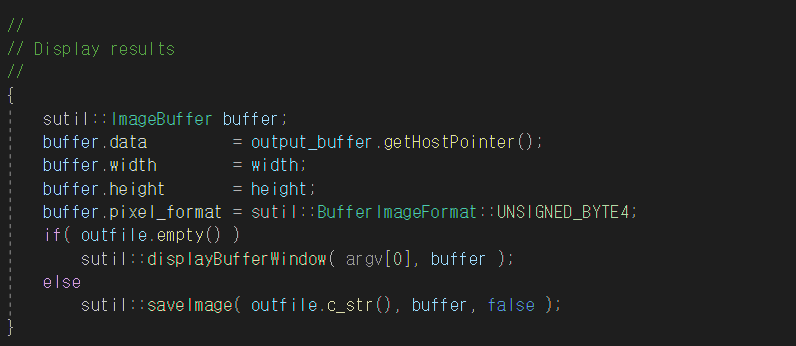 //
// Display results
//
{
    sutil::ImageBuffer buffer;
    buffer.data         = output_buffer.getHostPointer();
    buffer.width        = width;
    buffer.height       = height;
    buffer.pixel_format = sutil::BufferImageFormat::UNSIGNED_BYTE4;
    if( outfile.empty() )
        sutil::displayBufferWindow( argv[0], buffer );
    else
        sutil::saveImage( outfile.c_str(), buffer, false );
}